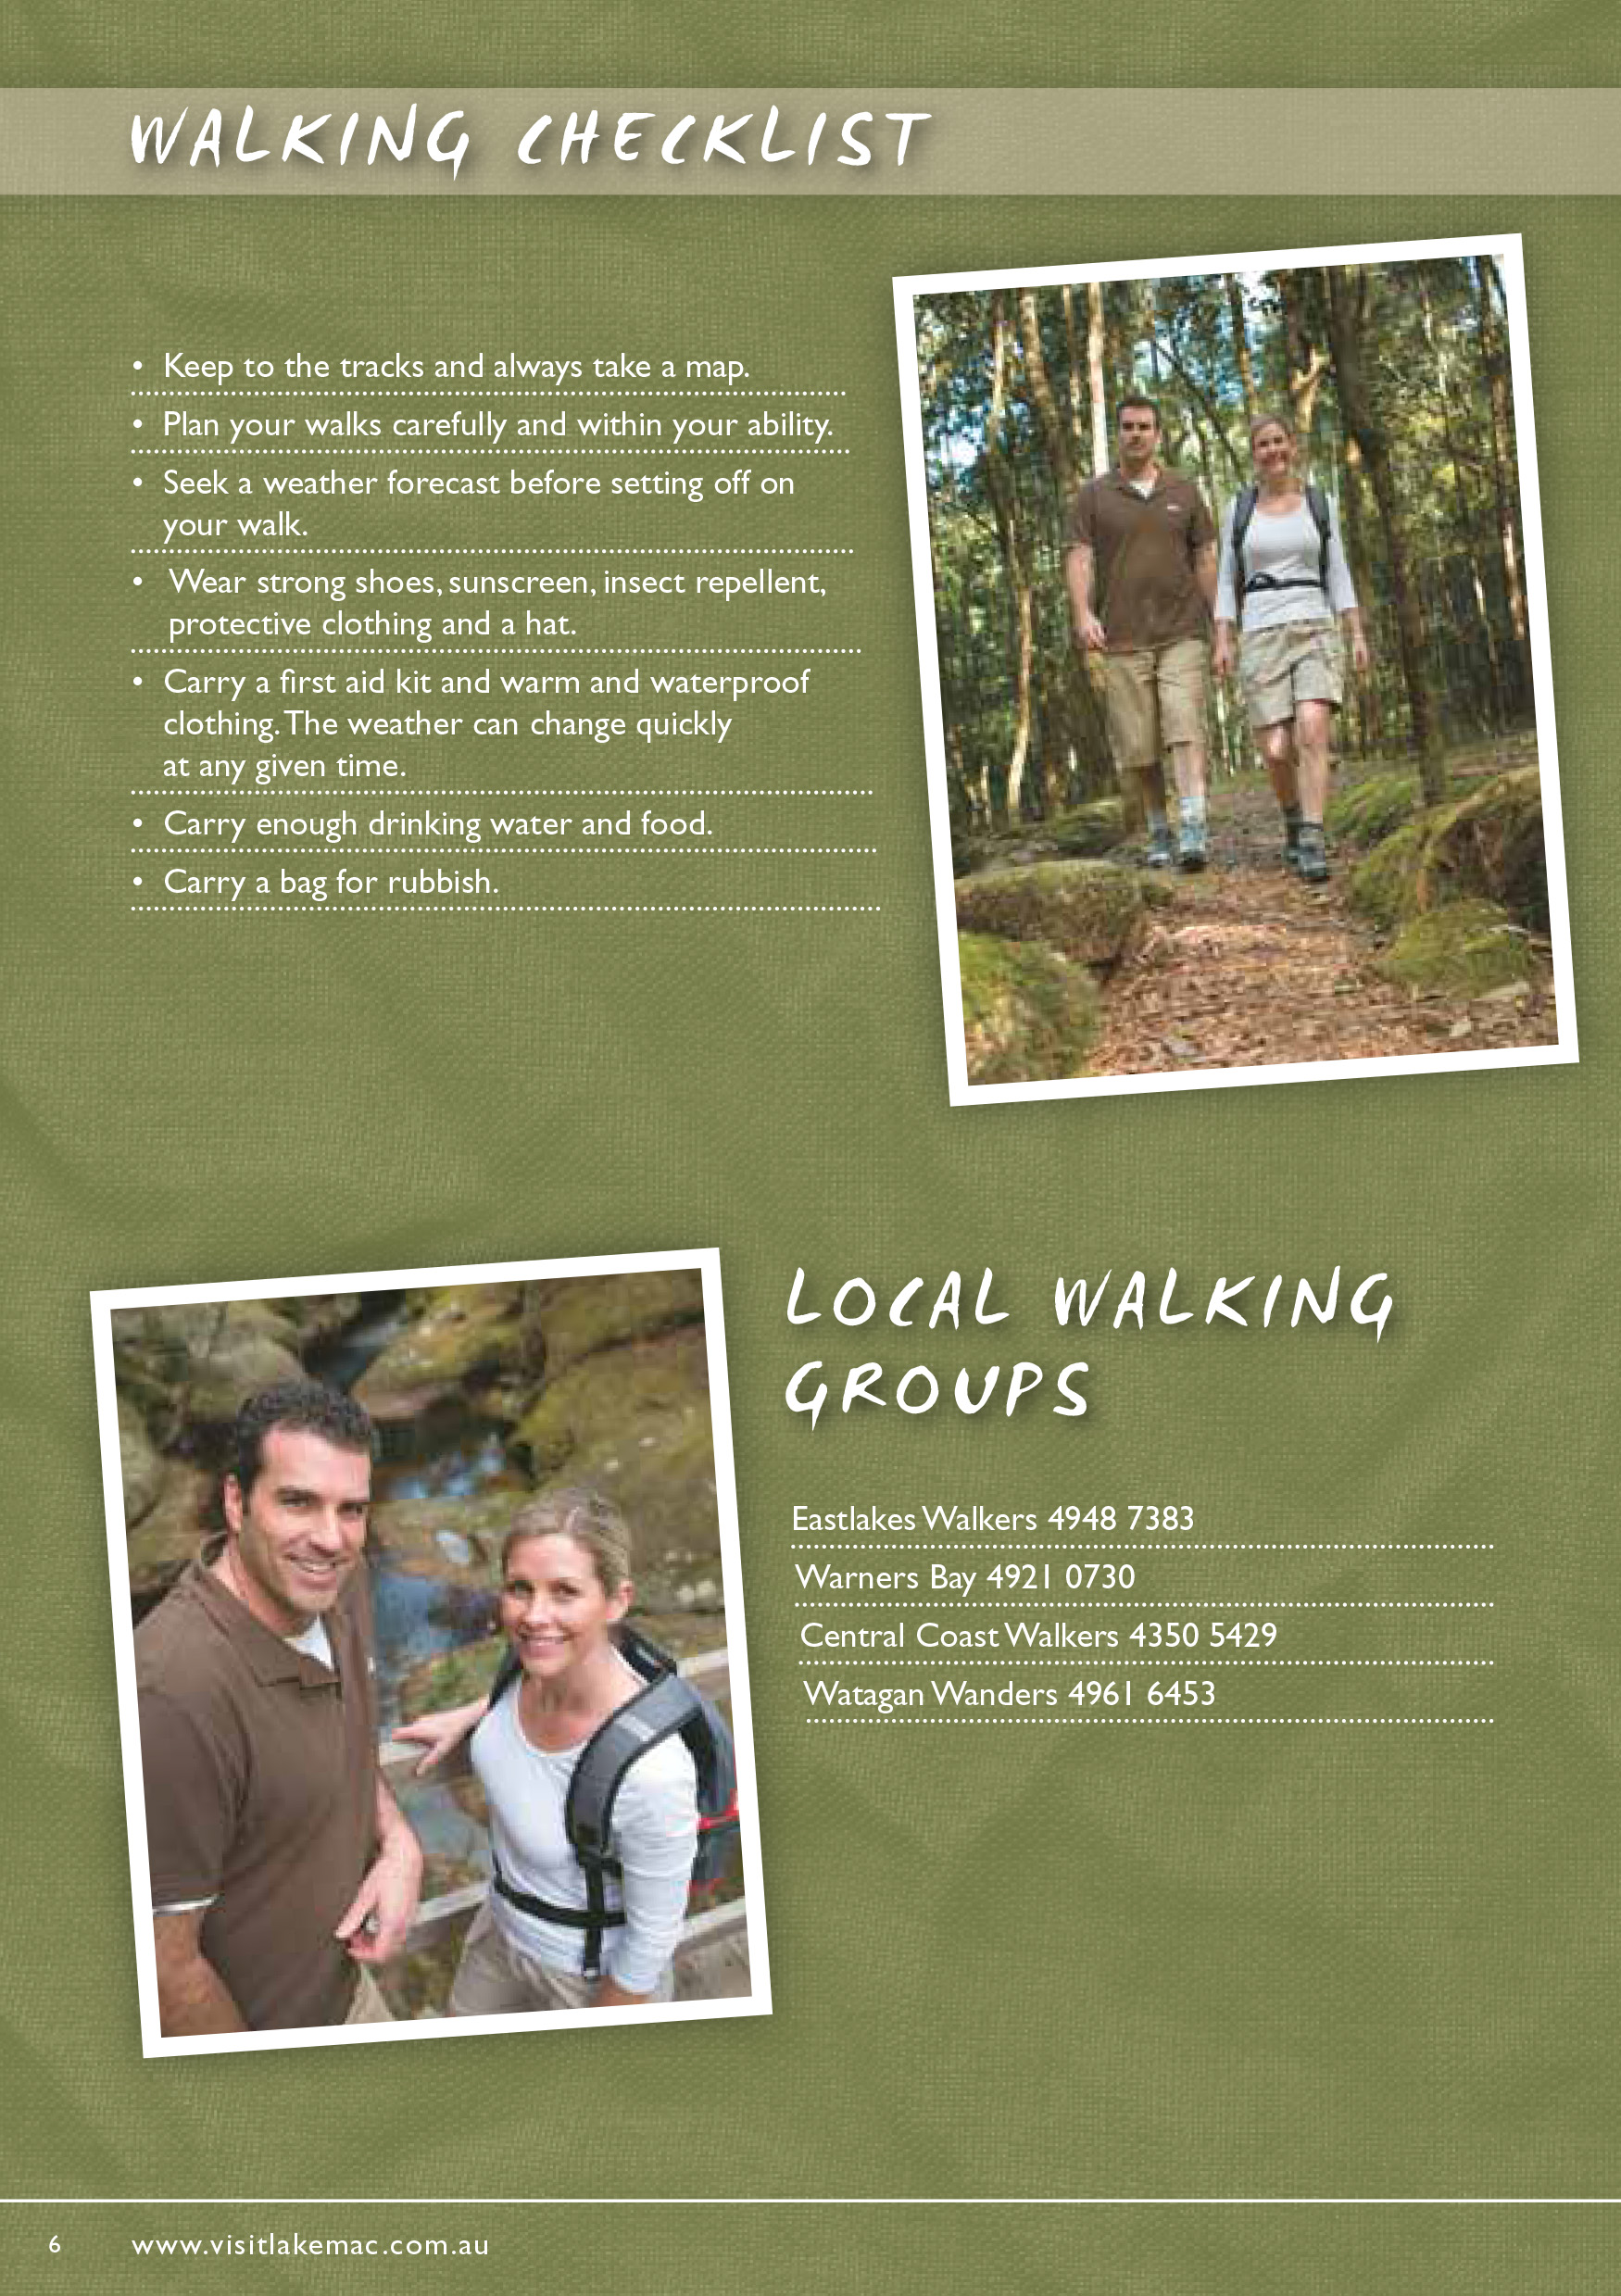 WALKING CHECKLIST
• Keep to the tracks and always take a map.
• Plan your walks carefully and within your ability.
• Seek a weather forecast before setting off on
your walk.
• Wear strong shoes, sunscreen, insect repellent,
protective clothing and a hat.
• Carry a first aid kit and warm and waterproof
clothing. The weather can change quickly
at any given time.
• Carry enough drinking water and food.
• Carry a bag for rubbish.
LOCAL WALKING
GROUPS
Eastlakes Walkers 4948 7383
Warners Bay 4921 0730
Central Coast Walkers 4350 5429
Watagan Wanders 4961 6453
6 www.visitlakemac.com.au